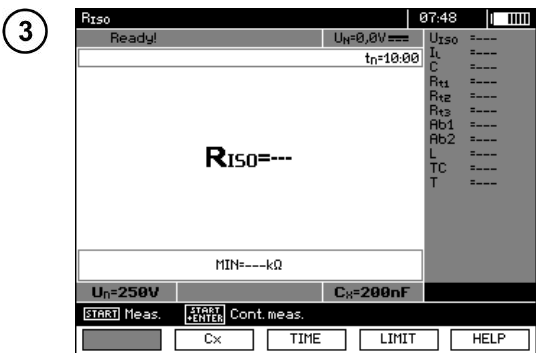 3
RISO 07:48
Ready! UN=0,0V
tn=10:00
RISO=---
MIN=---kΩ
UISO =---
IL =---
C =---
Rt1 =---
Rt2 =---
Rt3 =---
Ab1 =---
Ab2 =---
L =---
TC =---
T =---
Un=250V CX=200nF
START Meas. START +ENTER Cont. meas.
Cx TIME LIMIT HELP